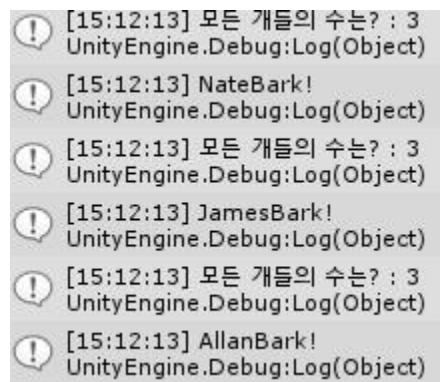 [15:12:13] 모든 개들의 수는? : 3
UnityEngine.Debug:Log(Object)
[15:12:13] NateBark!
UnityEngine.Debug:Log(Object)
[15:12:13] 모든 개들의 수는? : 3
UnityEngine.Debug:Log(Object)
[15:12:13] JamesBark!
UnityEngine.Debug:Log(Object)
[15:12:13] 모든 개들의 수는? : 3
UnityEngine.Debug:Log(Object)
[15:12:13] AllanBark!
UnityEngine.Debug:Log(Object)